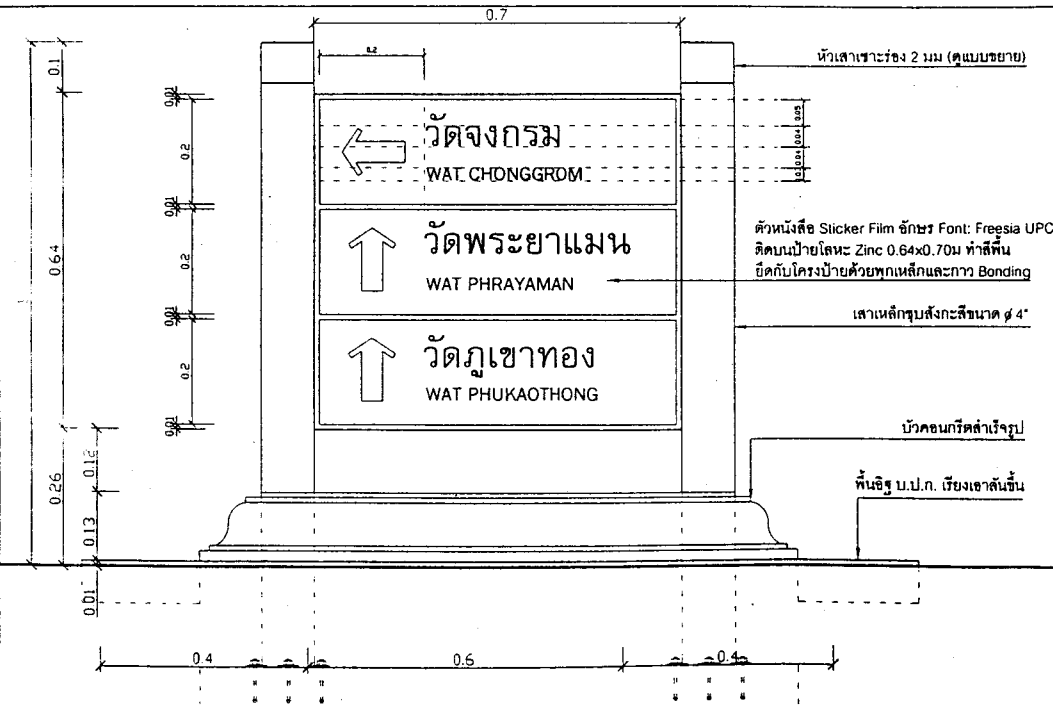 0.7
0.2
หัวเสาเซาะร่อง 2 มม (ดูแบบขยาย)
0.1
0.01
0.05
0.04
0.04
0.2
วัดจงกรม
WAT CHONGGROM
0.01
0.64
ตัวหนังสือ Sticker Film อักษร Font: Freesia UPC
ติดบนป้ายโลหะ Zinc 0.64x0.70ม ทำสีพื้น
ยึดกับโครงป้ายด้วยพุกเหล็กและกาว Bonding
0.2
วัดพระยาแมน
WAT PHRAYAMAN
0.01
เสาเหล็กชุบสังกะสีขนาด ø 4"
0.2
วัดภูเขาทอง
WAT PHUKAOTHONG
0.01
บัวคอนกรีตสำเร็จรูป
0.12
0.26
พื้นอิฐ บ.ป.ก. เรียงเอาสันขึ้น
0.13
0.01
0.4
0.6
0.4